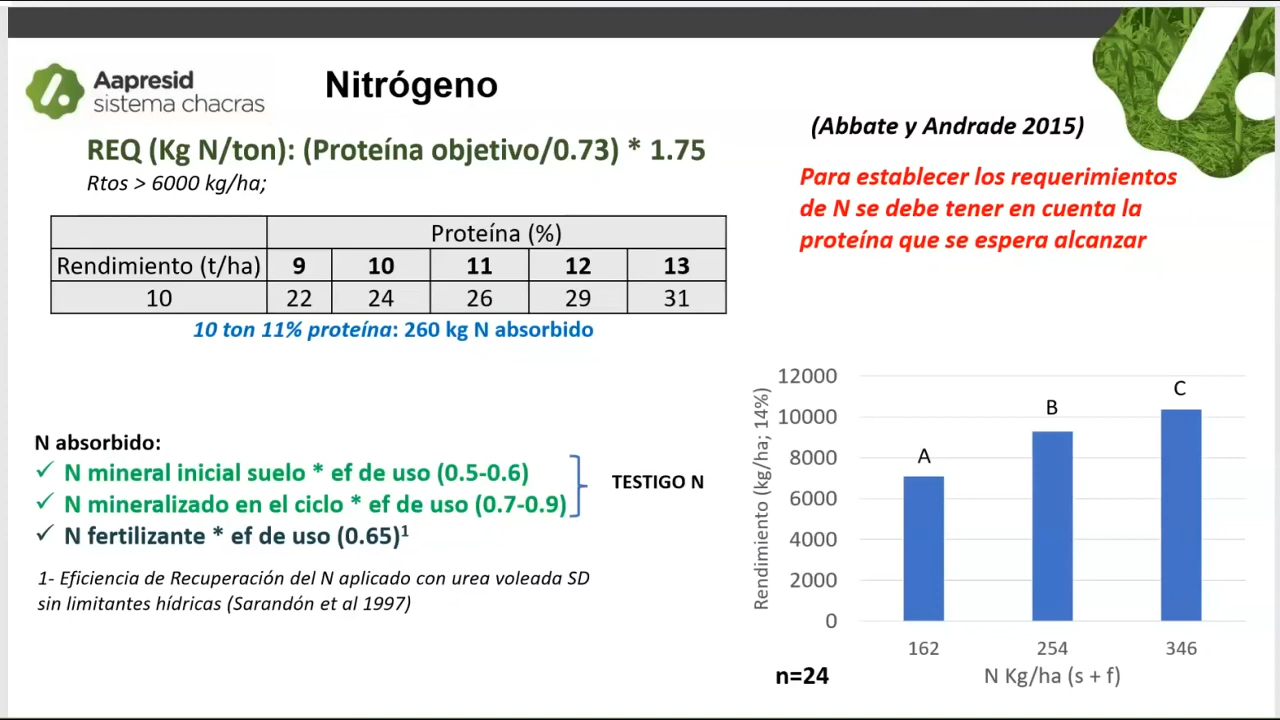 Aapresid
sistema chacras
Nitrógeno
REQ (Kg N/ton): (Proteína objetivo/0.73) * 1.75
Rtos > 6000 kg/ha;
(Abbate y Andrade 2015)
Para establecer los requerimientos
de N se debe tener en cuenta la
proteína que se espera alcanzar
Proteína (%)
Rendimiento (t/ha) 9 10 11 12 13
10 22 24 26 29 31
10 ton 11% proteína: 260 kg N absorbido
N absorbido:
✓ N mineral inicial suelo * ef de uso (0.5-0.6)
✓ N mineralizado en el ciclo * ef de uso (0.7-0.9)
TESTIGO N
✓ N fertilizante * ef de uso (0.65)¹
1- Eficiencia de Recuperación del N aplicado con urea voleada SD
sin limitantes hídricas (Sarandón et al 1997)
Rendimiento (kg/ha; 14%)
12000
10000
8000
6000
4000
2000
0
A
B
C
162 254 346
N Kg/ha (s + f)
n=24